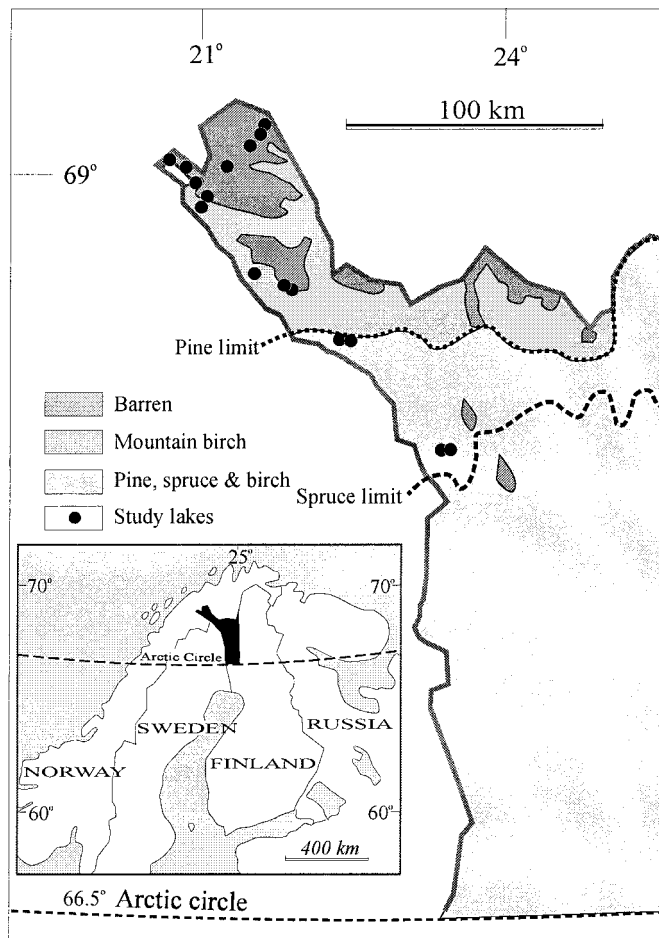 21°
24°
100 km
69°
Pine limit
Barren
Mountain birch
Pine, spruce & birch
Study lakes
Spruce limit
25°
70°
70°
Arctic Circle
SWEDEN
RUSSIA
NORWAY
FINLAND
60°
60°
400 km
66.5° Arctic circle